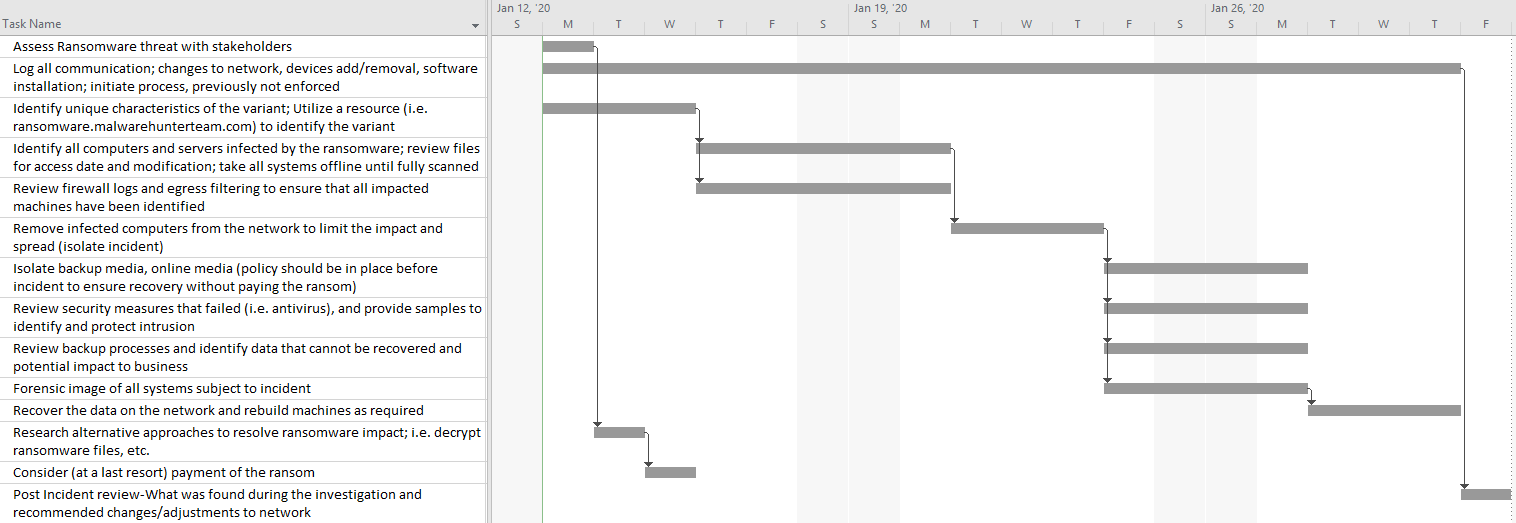 Jan 12, '20 Jan 19, '20 Jan 26, '20
Task Name S M T W T F S S M T W T F S S M T W T F
Assess Ransomware threat with stakeholders
Log all communication; changes to network, devices add/removal, software
installation; initiate process, previously not enforced
Identify unique characteristics of the variant; Utilize a resource (i.e.
ransomware.malwarehunterteam.com) to identify the variant
Identify all computers and servers infected by the ransomware; review files
for access date and modification; take all systems offline until fully scanned
Review firewall logs and egress filtering to ensure that all impacted
machines have been identified
Remove infected computers from the network to limit the impact and
spread (isolate incident)
Isolate backup media, online media (policy should be in place before
incident to ensure recovery without paying the ransom)
Review security measures that failed (i.e. antivirus), and provide samples to
identify and protect intrusion
Review backup processes and identify data that cannot be recovered and
potential impact to business
Forensic image of all systems subject to incident
Recover the data on the network and rebuild machines as required
Research alternative approaches to resolve ransomware impact; i.e. decrypt
ransomware files, etc.
Consider (at a last resort) payment of the ransom
Post Incident review-What was found during the investigation and
recommended changes/adjustments to network